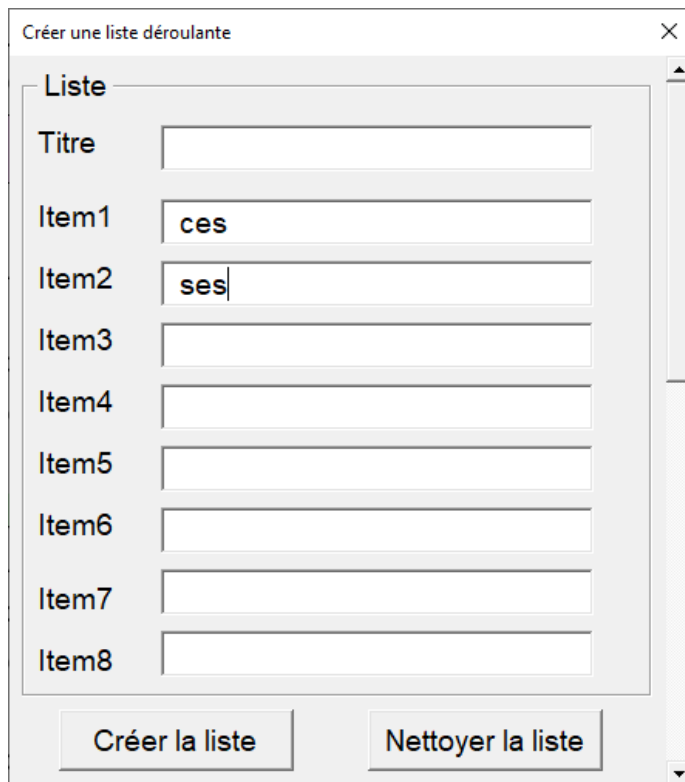 Créer une liste déroulante
Liste
Titre
Item1 ces
Item2 ses
Item3
Item4
Item5
Item6
Item7
Item8
Créer la liste Nettoyer la liste